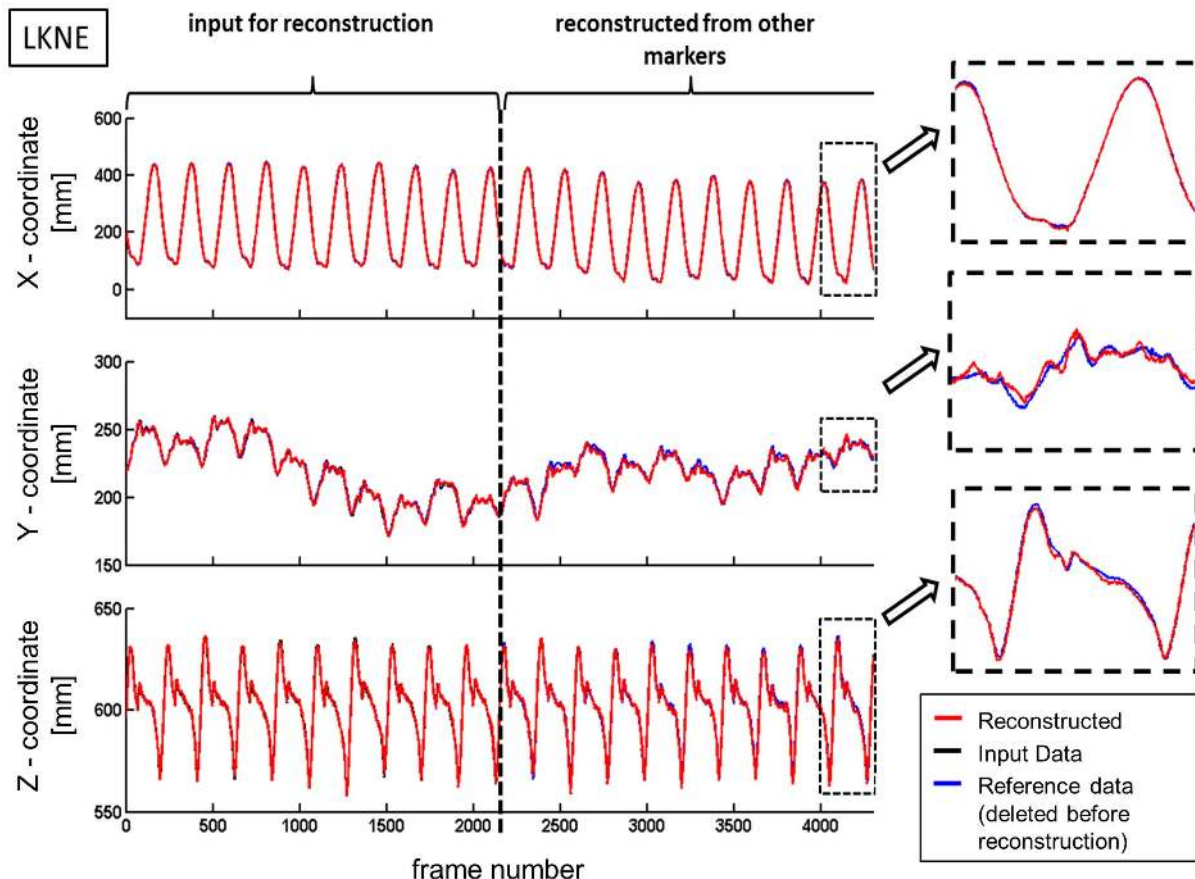 LKNE
input for reconstruction
reconstructed from other
markers
X - coordinate
[mm]
600
400
200
0
Y - coordinate
[mm]
300
250
200
150
Z - coordinate
[mm]
650
600
550
0 500 1000 1500 2000 2500 3000 3500 4000
frame number
Reconstructed
Input Data
Reference data
(deleted before
reconstruction)